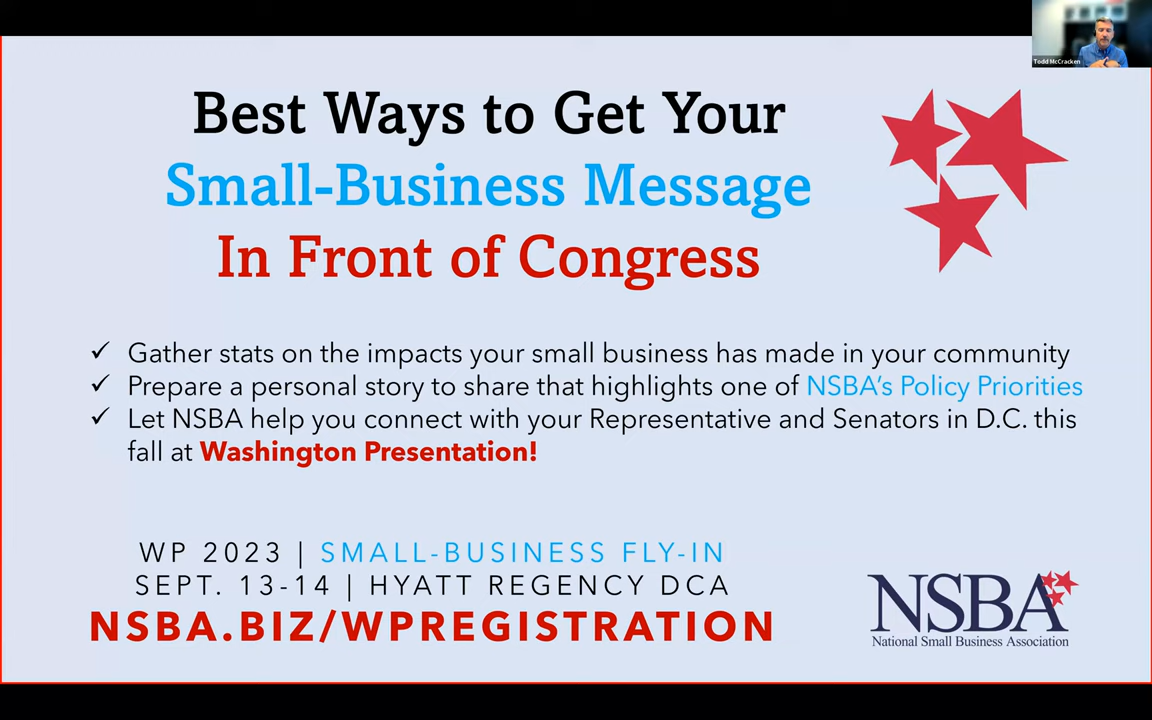 Todd McCracken
Best Ways to Get Your
Small-Business Message
In Front of Congress
✓ Gather stats on the impacts your small business has made in your community
✓ Prepare a personal story to share that highlights one of NSBA's Policy Priorities
✓ Let NSBA help you connect with your Representative and Senators in D.C. this
fall at Washington Presentation!
WP 2023 | SMALL-BUSINESS FLY-IN
SEPT. 13-14 | HYATT REGENCY DCA
NSBA.BIZ/WPREGISTRATION
NSBA
National Small Business Association